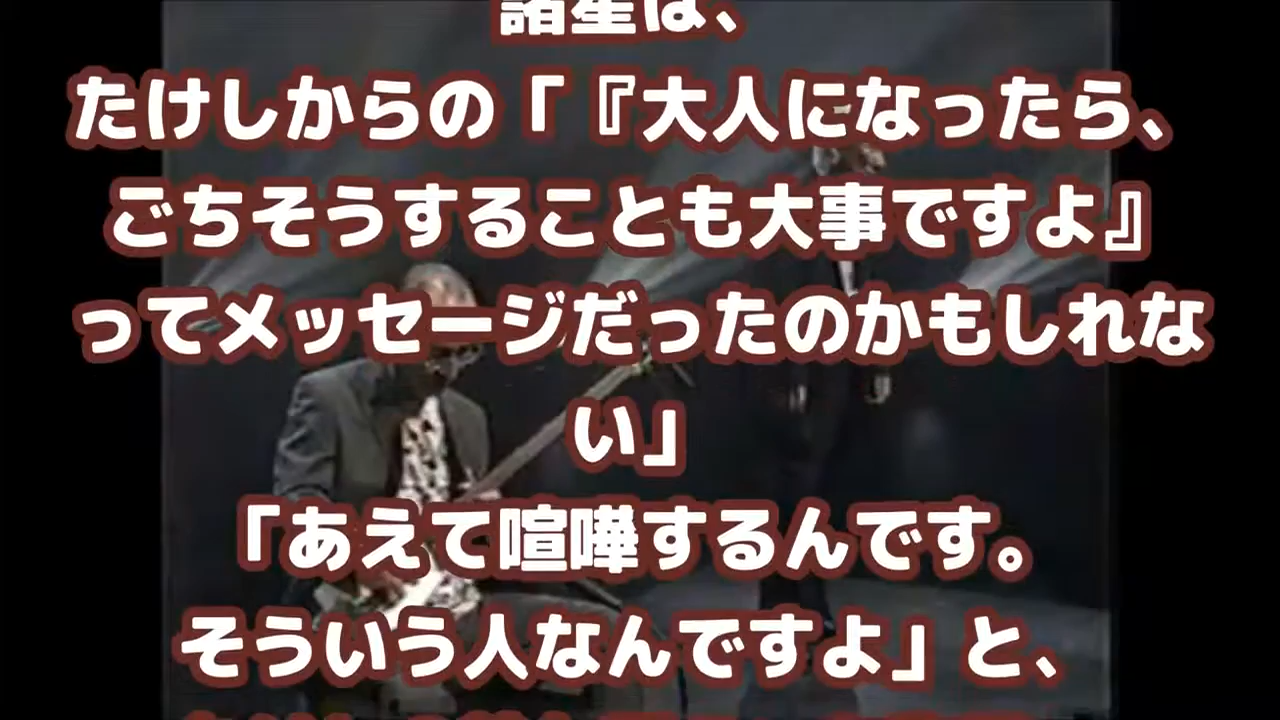 諸星は、
たけしからの「『大人になったら、
ごちそうすることも大事ですよ』
ってメッセージだったのかもしれな
い」
「あえて喧嘩するんです。
そういう人なんですよ」と、